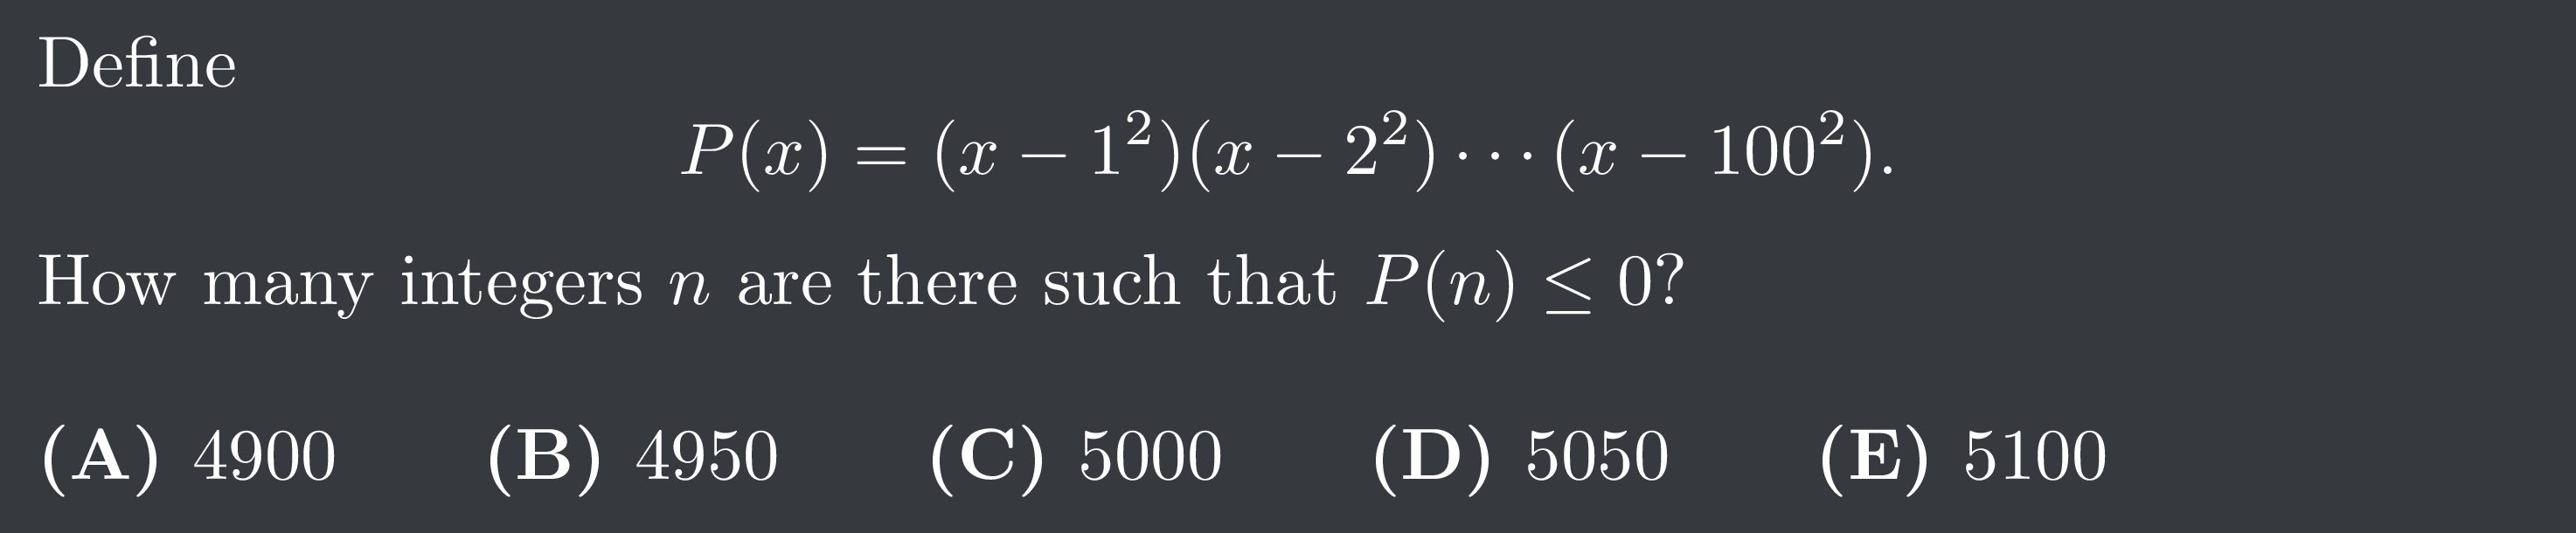 Define
P(x) = (x − 1²)(x − 2²) ⋯ (x − 100²).
How many integers n are there such that P(n) ≤ 0?
(A) 4900 (B) 4950 (C) 5000 (D) 5050 (E) 5100